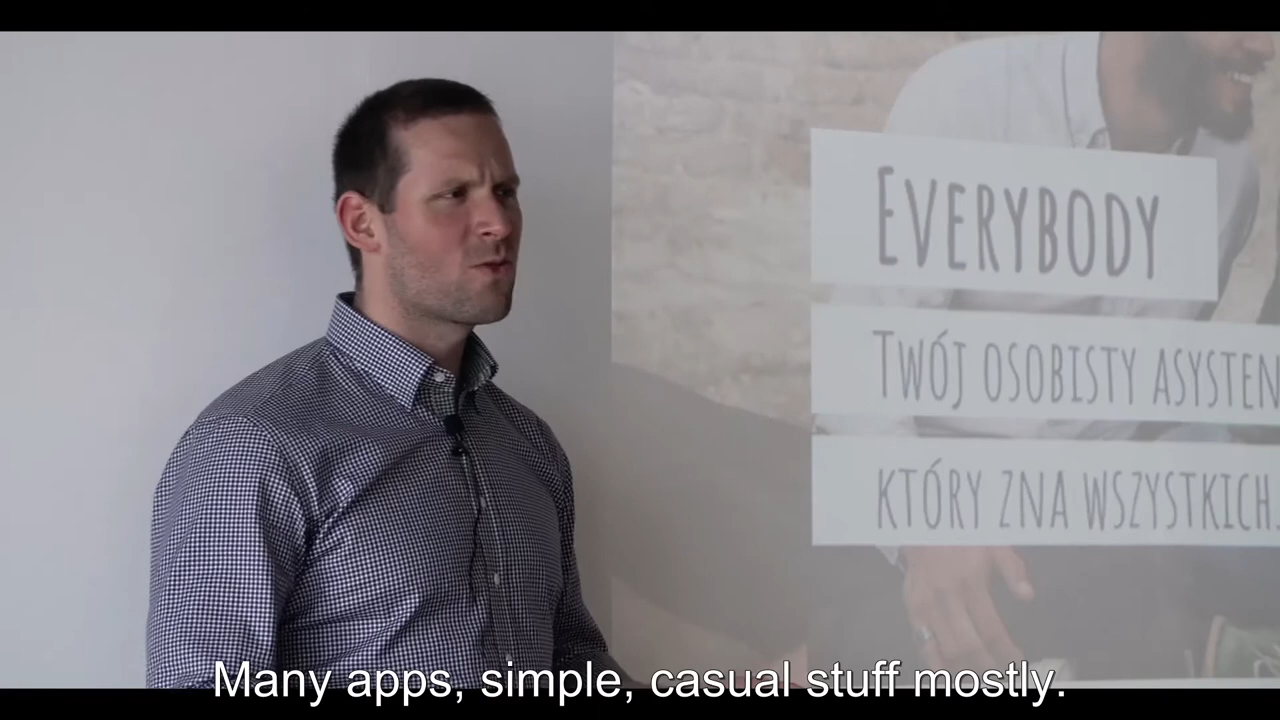 EVERYBODY
TWÓJ OSOBISTY ASYSTEN
KTÓRY ZNA WSZYSTKICH
Many apps, simple, casual stuff mostly.